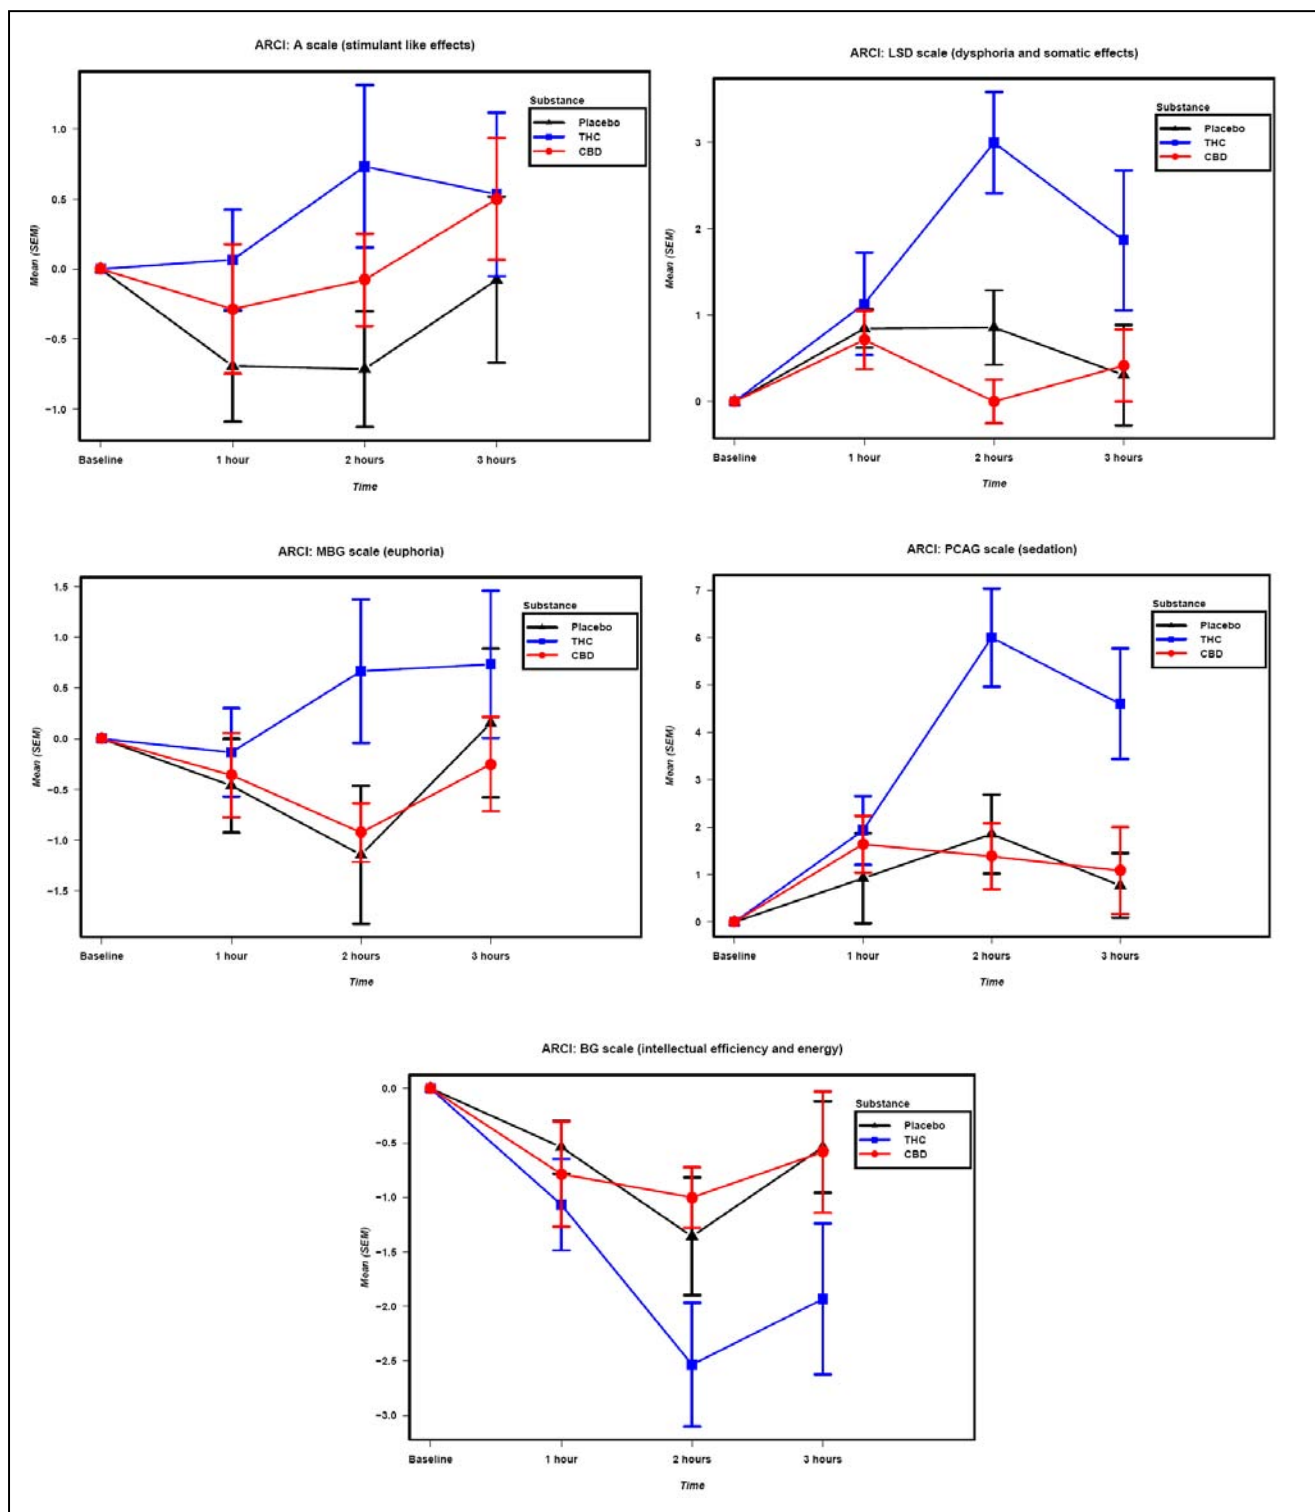 ARCI: A scale (stimulant like effects)
Substance
Placebo
THC
CBD
1.0
0.5
0.0
−0.5
−1.0
Mean (SEM)
Baseline 1 hour 2 hours 3 hours
Time
ARCI: LSD scale (dysphoria and somatic effects)
Substance
Placebo
THC
CBD
3
2
1
0
Mean (SEM)
Baseline 1 hour 2 hours 3 hours
Time
ARCI: MBG scale (euphoria)
Substance
Placebo
THC
CBD
1.5
1.0
0.5
0.0
−0.5
−1.0
−1.5
Mean (SEM)
Baseline 1 hour 2 hours 3 hours
Time
ARCI: PCAG scale (sedation)
Substance
Placebo
THC
CBD
7
6
5
4
3
2
1
0
Mean (SEM)
Baseline 1 hour 2 hours 3 hours
Time
ARCI: BG scale (intellectual efficiency and energy)
Substance
Placebo
THC
CBD
0.0
−0.5
−1.0
−1.5
−2.0
−2.5
−3.0
Mean (SEM)
Baseline 1 hour 2 hours 3 hours
Time